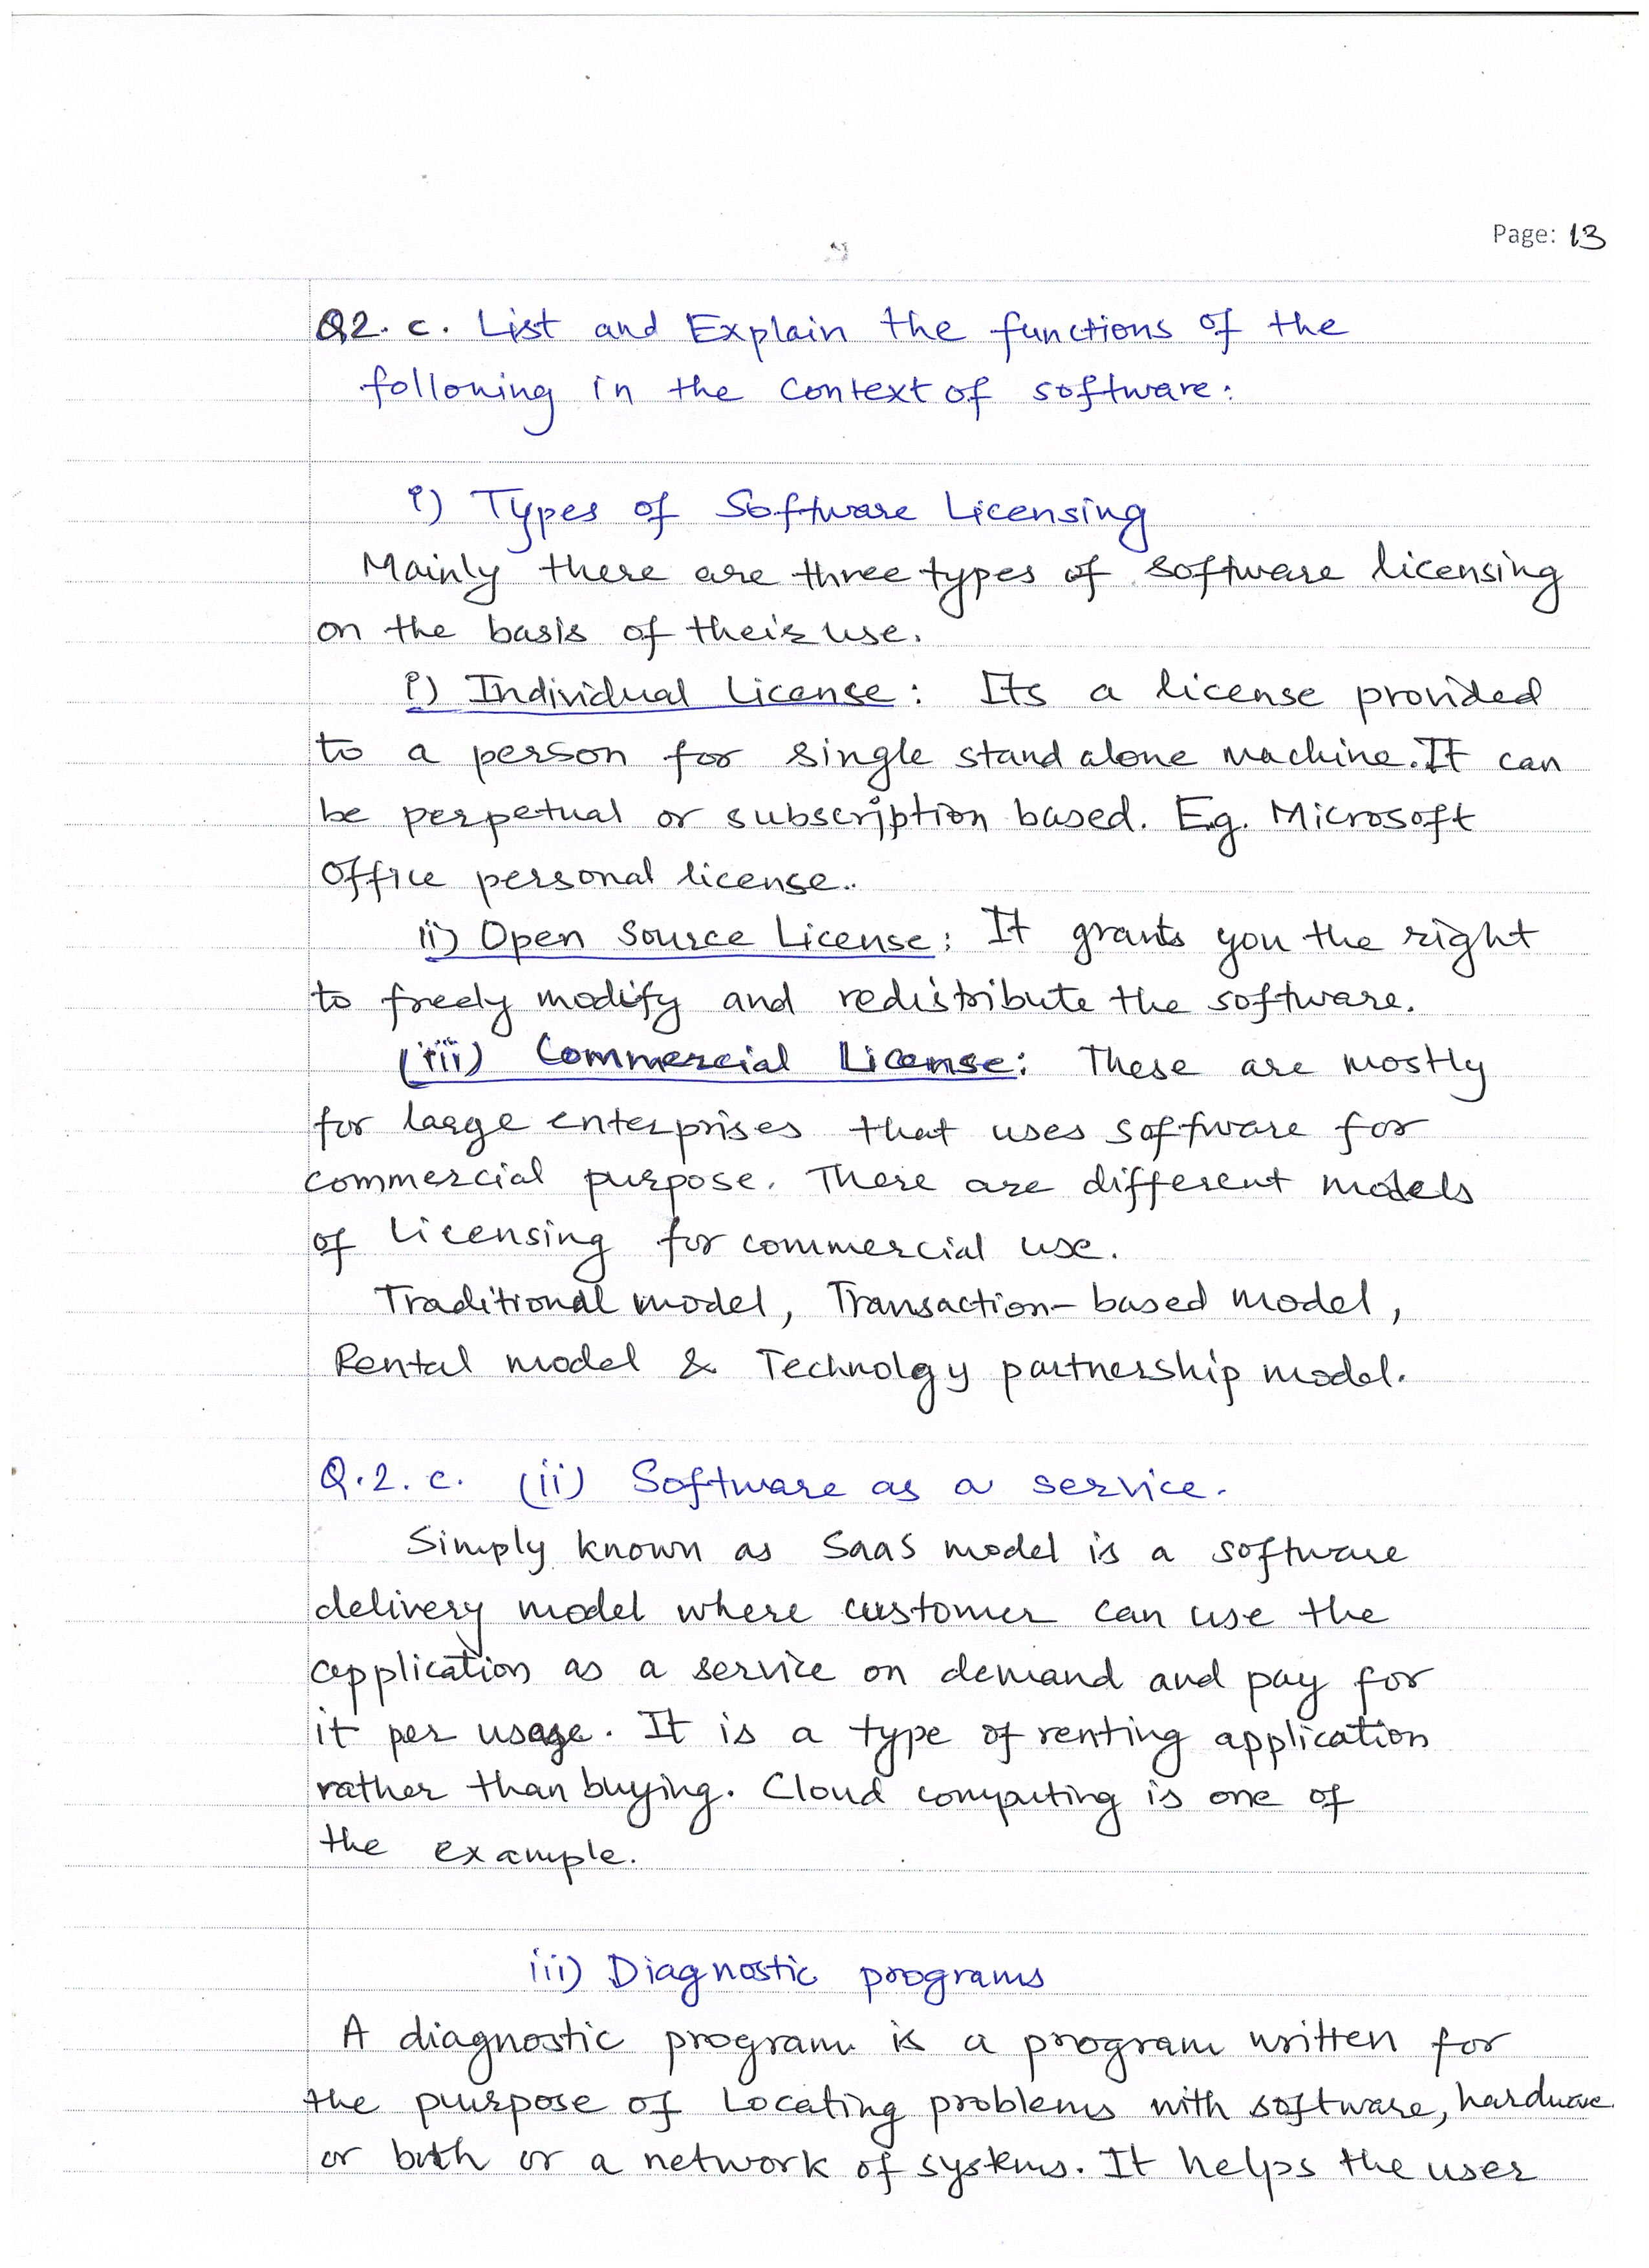 Page: 13
Q2. c. List and Explain the functions of the
following in the context of software:
i) Types of Software Licensing
Mainly there are three types of software licensing
on the basis of their use.
i) Individual License: Its a license provided
to a person for single stand alone machine. It can
be perpetual or subscription based. Eg. Microsoft
Office personal license..
ii) Open Source License: It grants you the right
to freely modify and redistribute the software.
(iii) Commercial License: These are mostly
for large enterprises that uses software for
commercial purpose. There are different models
of licensing for commercial use.
Traditional model, Transaction-based model,
Rental model & Technolgy partnership model.
Q.2. c. (ii) Software as a service.
Simply known as SaaS model is a software
delivery model where customer can use the
application as a service on demand and pay for
it per usage. It is a type of renting application
rather than buying. Cloud computing is one of
the example.
iii) Diagnostic programs
A diagnostic program is a program written for
the purpose of Locating problems with software, hardware
or both or a network of systems. It helps the user